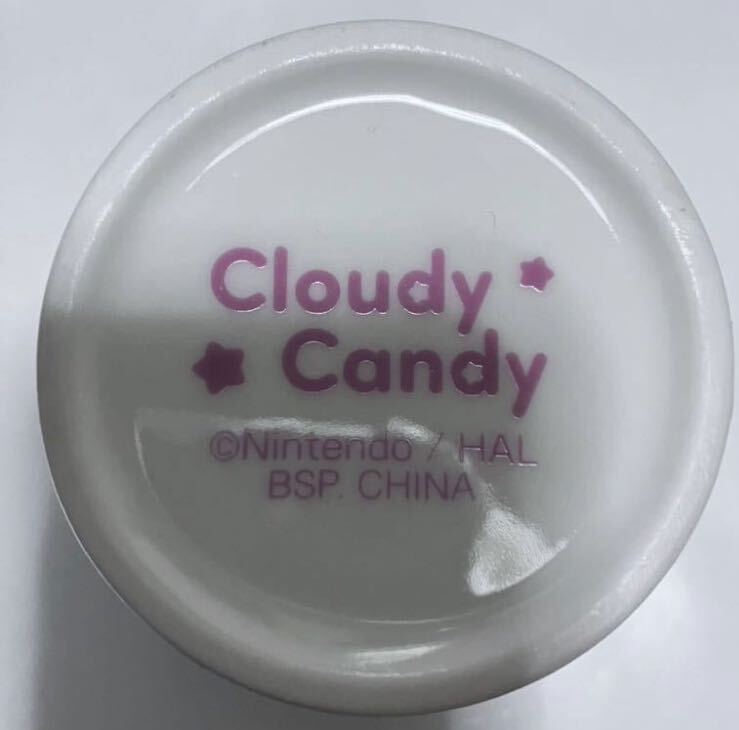 Cloudy
Candy
©Nintendo / HAL
BSP. CHINA